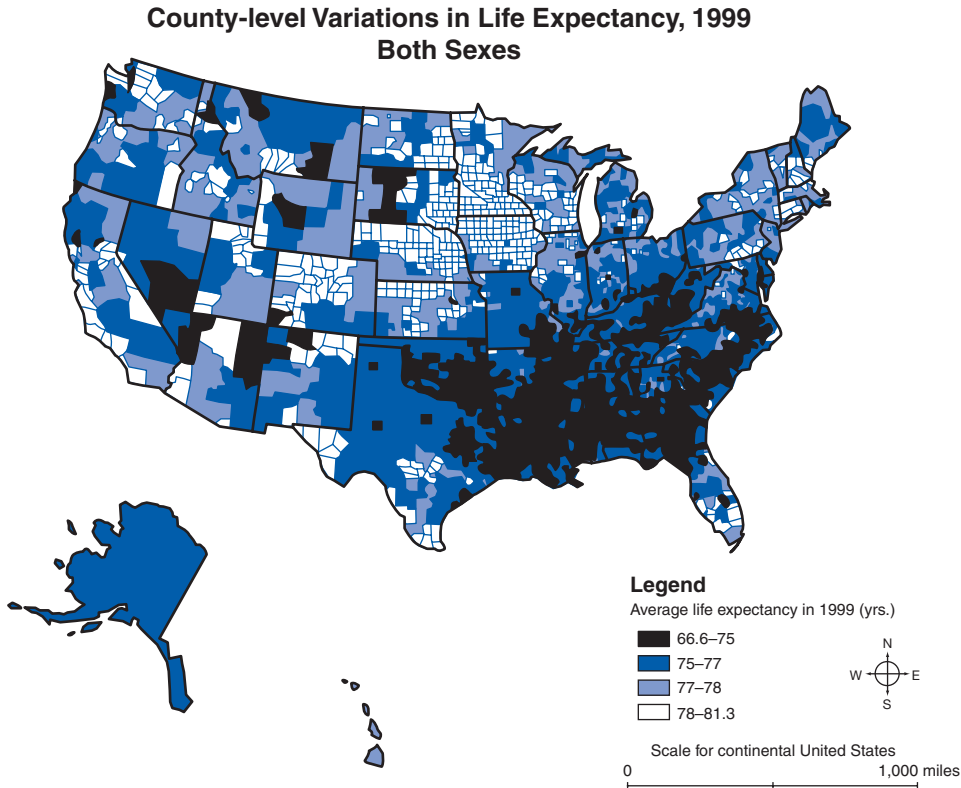 County-level Variations in Life Expectancy, 1999
Both Sexes
Legend
Average life expectancy in 1999 (yrs.)
66.6–75
75–77
77–78
78–81.3
N
W E
S
Scale for continental United States
0 1,000 miles